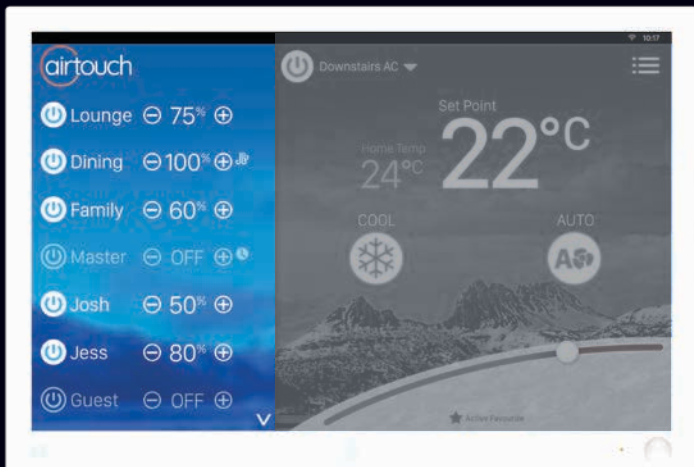 airtouch
Lounge 75%
Dining 100%
Family 60%
Master OFF
Josh 50%
Jess 80%
Guest OFF
10:17
Downstairs AC
Set Point
22°C
Home Temp
24°C
COOL
AUTO
A
Active Favourite